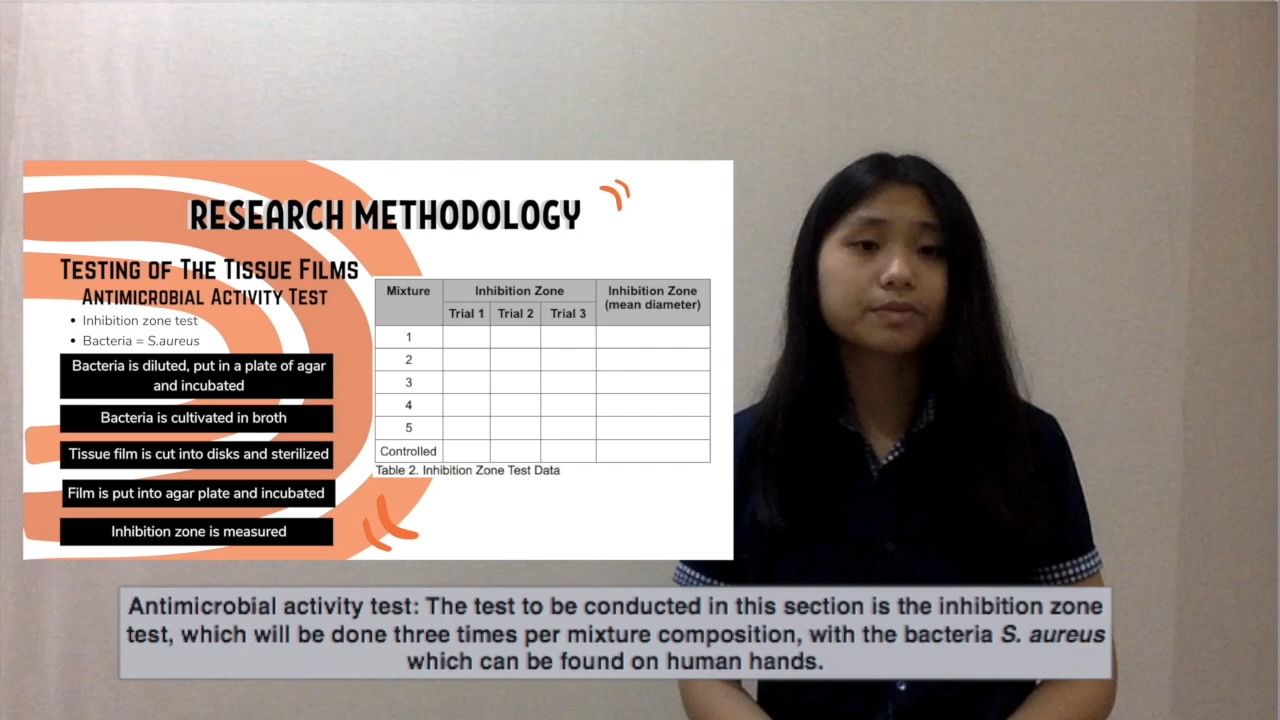 RESEARCH METHODOLOGY
TESTING OF THE TISSUE FILMS
ANTIMICROBIAL ACTIVITY TEST
• Inhibition zone test
• Bacteria = S.aureus
Bacteria is diluted, put in a plate of agar
and incubated
Bacteria is cultivated in broth
Tissue film is cut into disks and sterilized
Film is put into agar plate and incubated
Inhibition zone is measured
Mixture Inhibition Zone Inhibition Zone
(mean diameter)
Trial 1 Trial 2 Trial 3
1
2
3
4
5
Controlled
Table 2. Inhibition Zone Test Data
Antimicrobial activity test: The test to be conducted in this section is the inhibition zone
test, which will be done three times per mixture composition, with the bacteria S. aureus
which can be found on human hands.